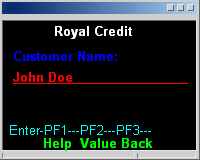 Royal Credit
Customer Name:
John Doe
Enter-PF1---PF2---PF3---
Help Value Back